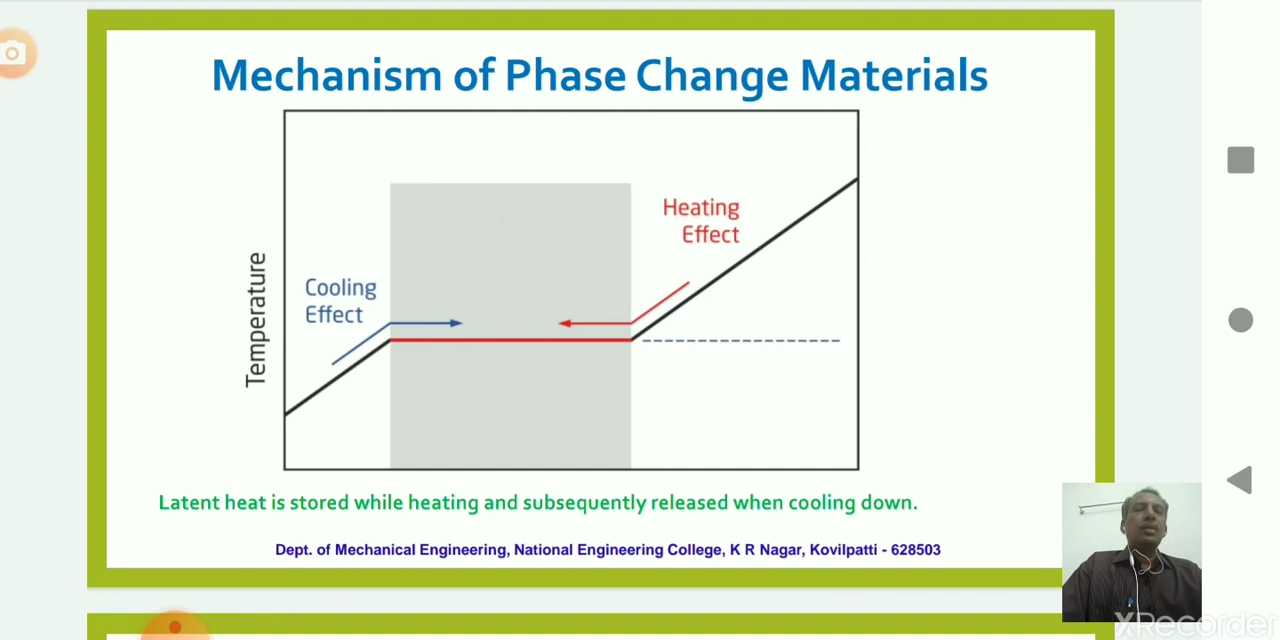 Mechanism of Phase Change Materials
Heating
Effect
Cooling
Effect
Temperature
Latent heat is stored while heating and subsequently released when cooling down.
Dept. of Mechanical Engineering, National Engineering College, K R Nagar, Kovilpatti - 628503
XRecorder